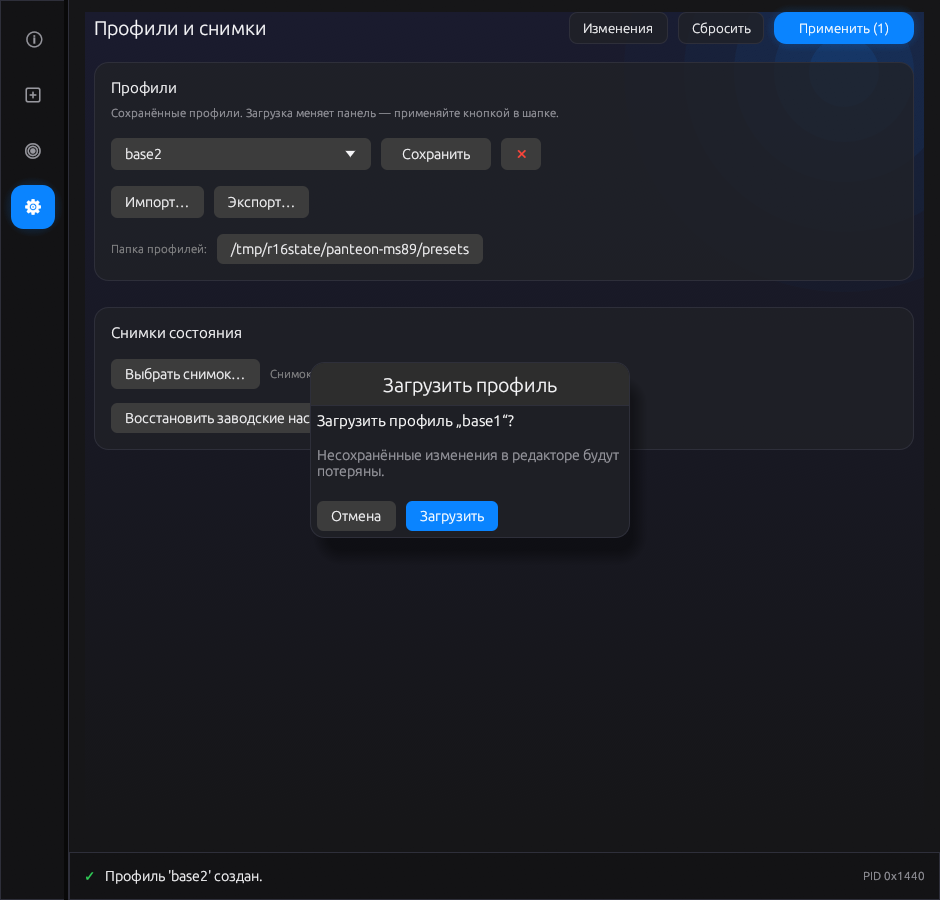 Профили и снимки
Изменения
Сбросить
Применить (1)
Профили
Сохранённые профили. Загрузка меняет панель — применяйте кнопкой в шапке.
base2
Сохранить
Импорт...
Экспорт...
Папка профилей:
/tmp/r16state/panteon-ms89/presets
Снимки состояния
Выбрать снимок...
Снимок
Восстановить заводские нас
Загрузить профиль
Загрузить профиль „base1“?
Несохранённые изменения в редакторе будут
потеряны.
Отмена
Загрузить
✓ Профиль 'base2' создан.
PID 0x1440